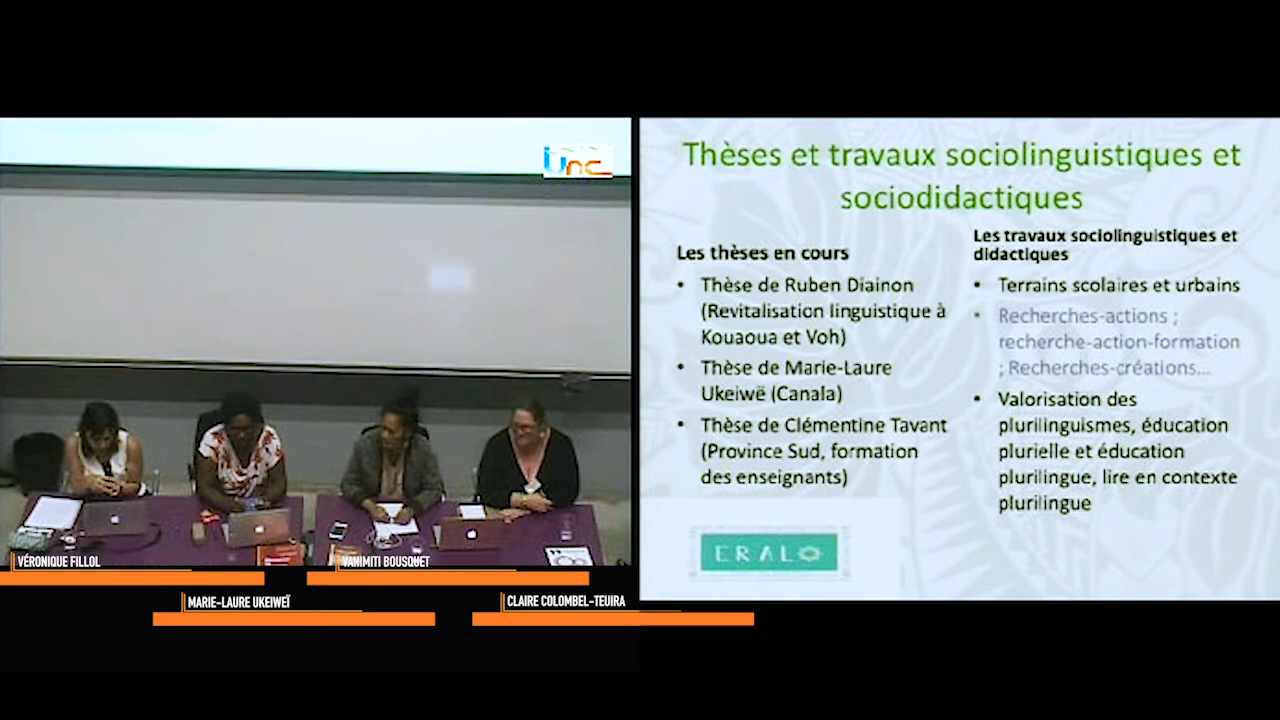 unc
Thèses et travaux sociolinguistiques et
sociodidactiques
Les thèses en cours
• Thèse de Ruben Diainon
(Revitalisation linguistique à
Kouaoua et Voh)
• Thèse de Marie-Laure
Ukeiwë (Canala)
• Thèse de Clémentine Tavant
(Province Sud, formation
des enseignants)
Les travaux sociolinguistiques et
didactiques
• Terrains scolaires et urbains
• Recherches-actions ;
recherche-action-formation
; Recherches-créations...
• Valorisation des
plurilinguismes, éducation
plurielle et éducation
plurilingue, lire en contexte
plurilingue
ERALO
VÉRONIQUE FILLOL
VANIMITI BOUSQUET
MARIE-LAURE UKEIWEÏ
CLAIRE COLOMBEL-TEUIRA